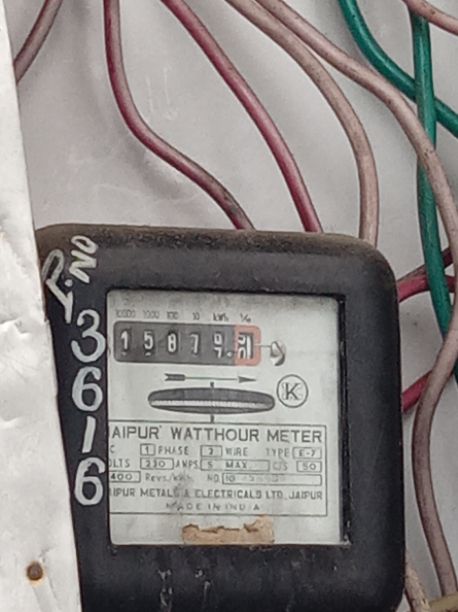 P.NO
3616
10000 1000 100 10 kWh 1/10
1 5 8 7
K
JAIPUR WATTHOUR METER
1 PHASE 2 WIRE TYPE E-7
VOLTS 230 AMPS 5 MAX. C/S 50
400 Revs./kWh NO.
JAIPUR METALS & ELECTRICALS LTD. JAIPUR
MADE IN INDIA